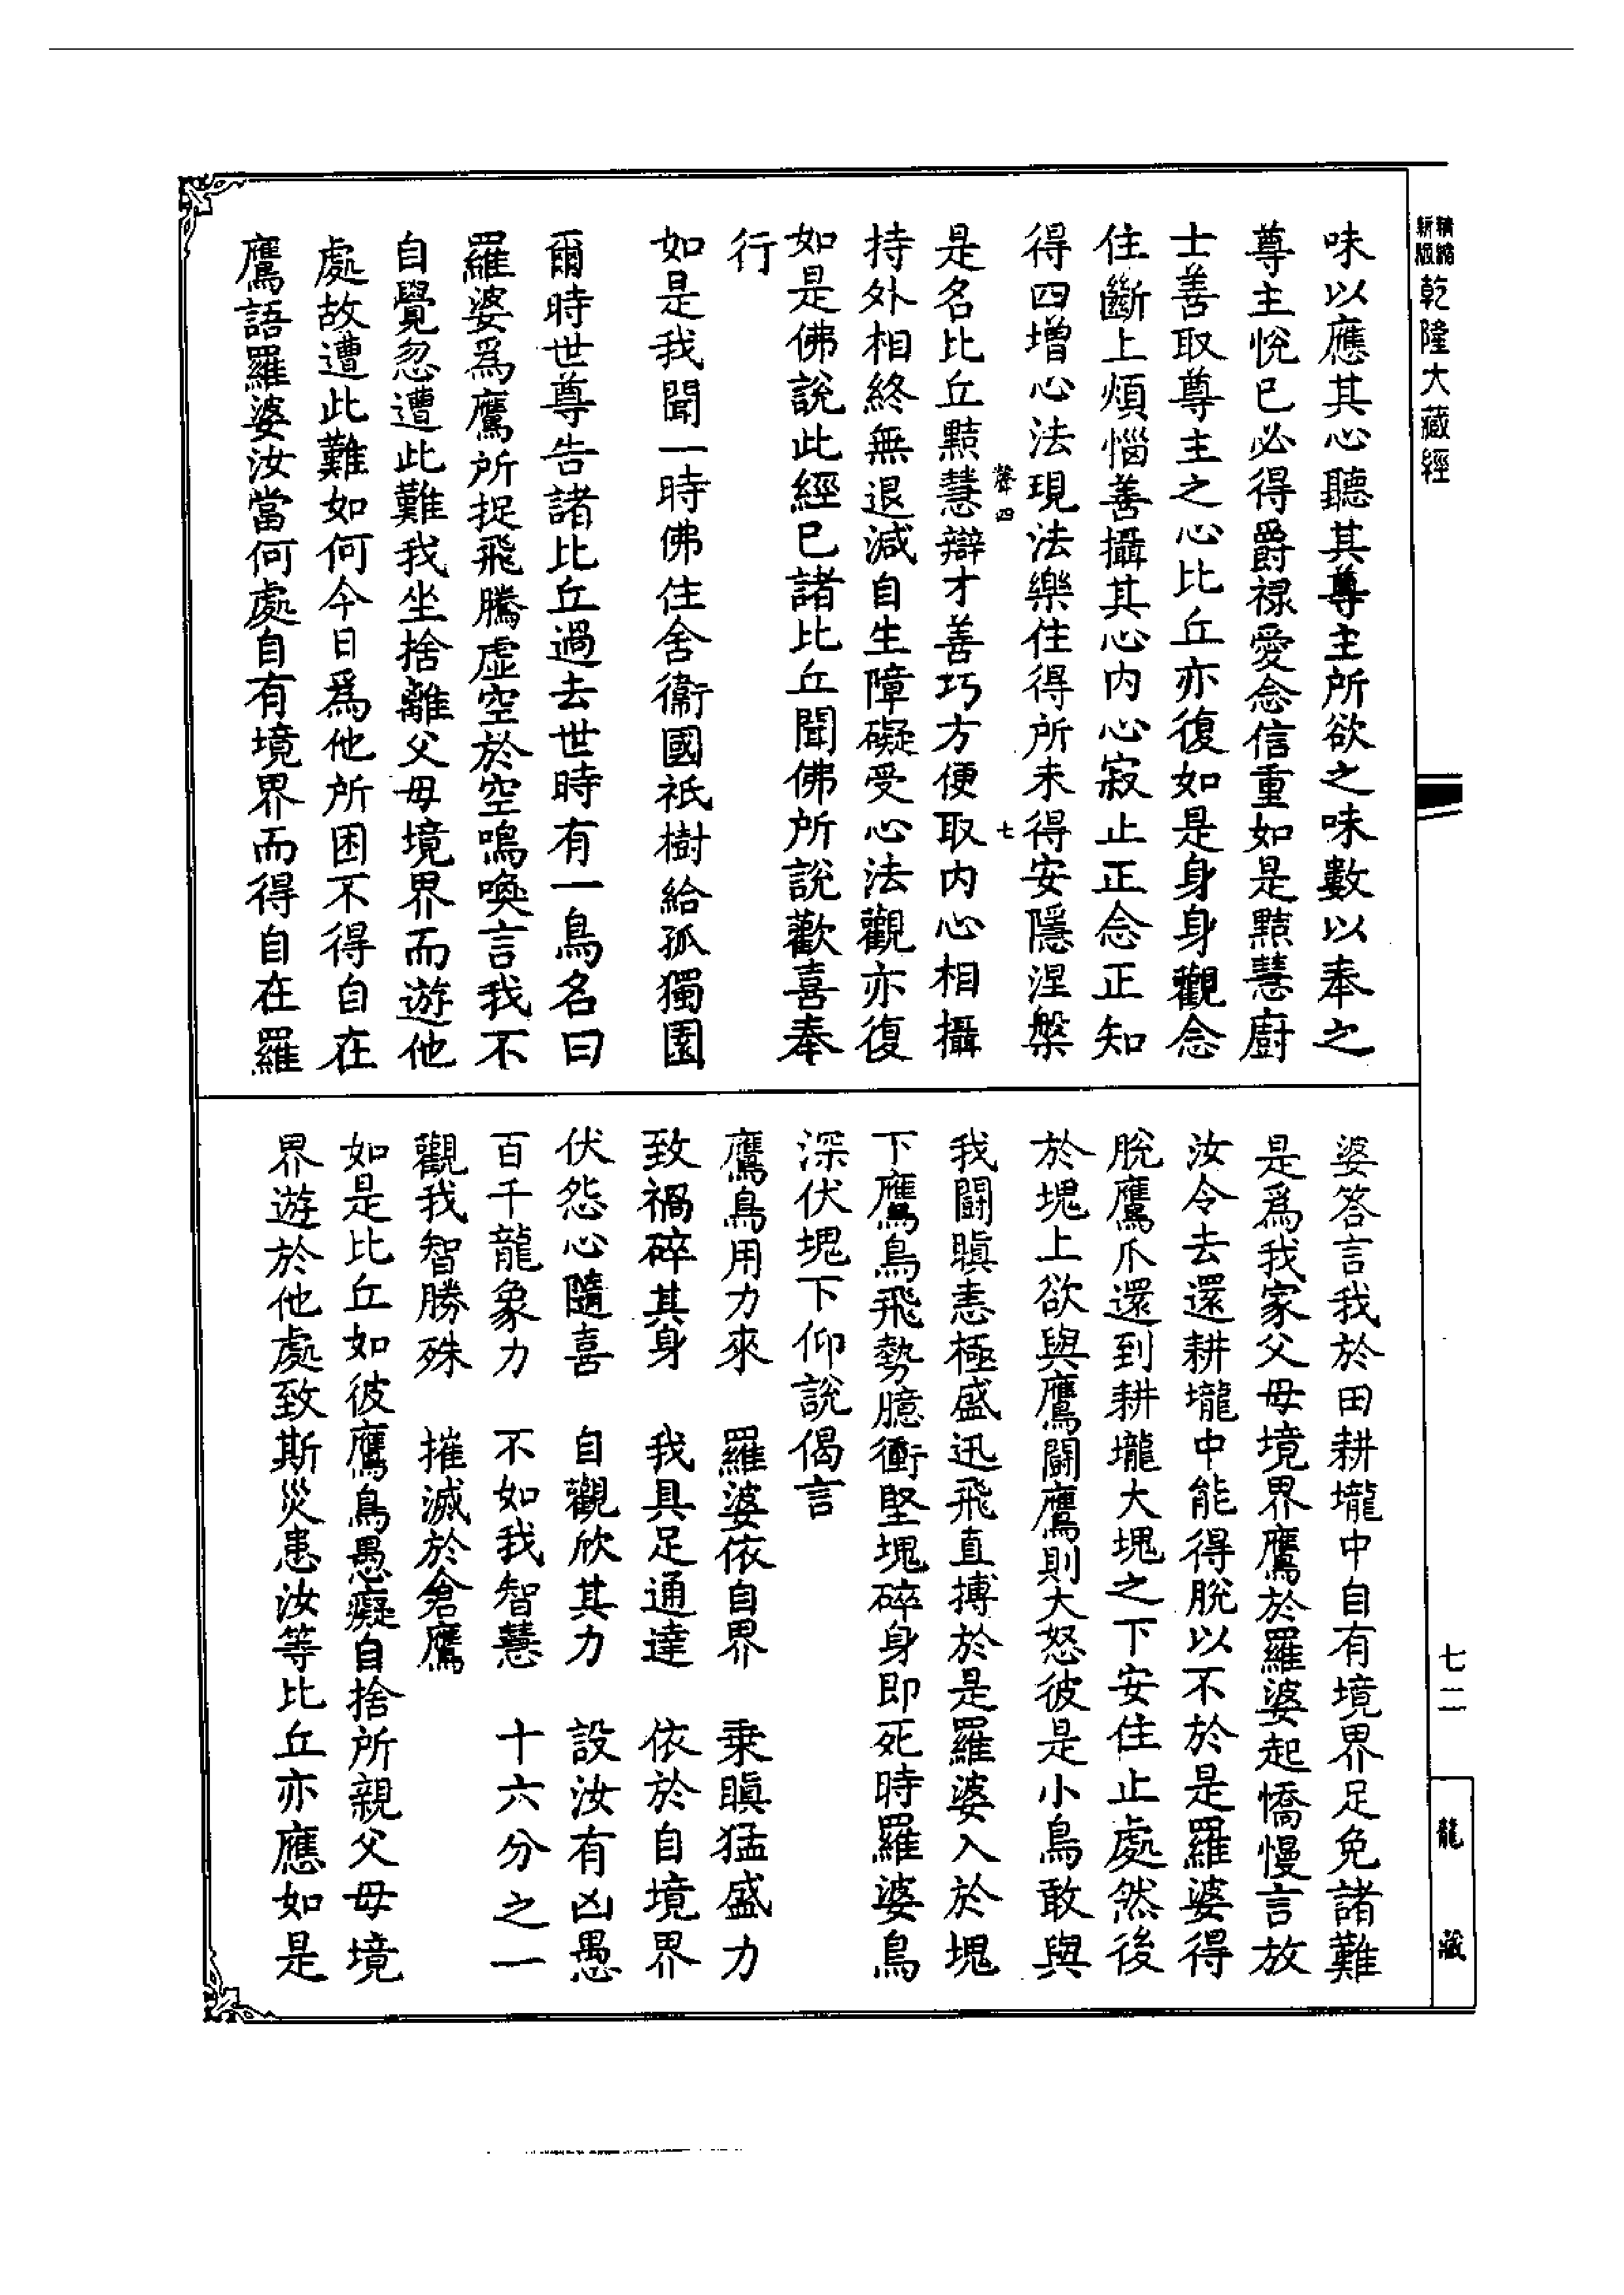 精縮
新版
乾隆大藏經
味以應其心聽其尊主所欲之味數以奉之
尊主悅已必得爵祿愛念信重如是黠慧廚
士善取尊主之心比丘亦復如是身身觀念
住斷上煩惱善攝其心內心寂止正念正知
得四增心法現法樂住得所未得安隱涅槃
聲四 七
是名比丘黠慧辯才善巧方便取內心相攝
持外相終無退減自生障礙受心法觀亦復
如是佛說此經已諸比丘聞佛所說歡喜奉
行
如是我聞一時佛住舍衞國祇樹給孤獨園
爾時世尊告諸比丘過去世時有一鳥名曰
羅婆爲鷹所捉飛騰虛空於空鳴喚言我不
自覺忽遭此難我坐捨離父母境界而遊他
處故遭此難如何今日爲他所困不得自在
鷹語羅婆汝當何處自有境界而得自在羅
婆答言我於田耕壠中自有境界足免諸難
是爲我家父母境界鷹於羅婆起憍慢言放
汝令去還耕壠中能得脫以不於是羅婆得
脫鷹爪還到耕壠大塊之下安住止處然後
於塊上欲與鷹鬬鷹則大怒彼是小鳥敢與
我鬬瞋恚極盛迅飛直搏於是羅婆入於塊
下鷹鳥飛勢臆衝堅塊碎身即死時羅婆鳥
深伏塊下仰說偈言
鷹鳥用力來 羅婆依自界 乗瞋猛盛力
致禍碎其身 我具足通達 依於自境界
伏怨心隨喜 自觀欣其力 設汝有凶愚
百千龍象力 不如我智慧 十六分之一
觀我智勝殊 摧滅於倉鷹
如是比丘如彼鷹鳥愚癡自捨所親父母境
界遊於他處致斯災患汝等比丘亦應如是
七二
龍藏